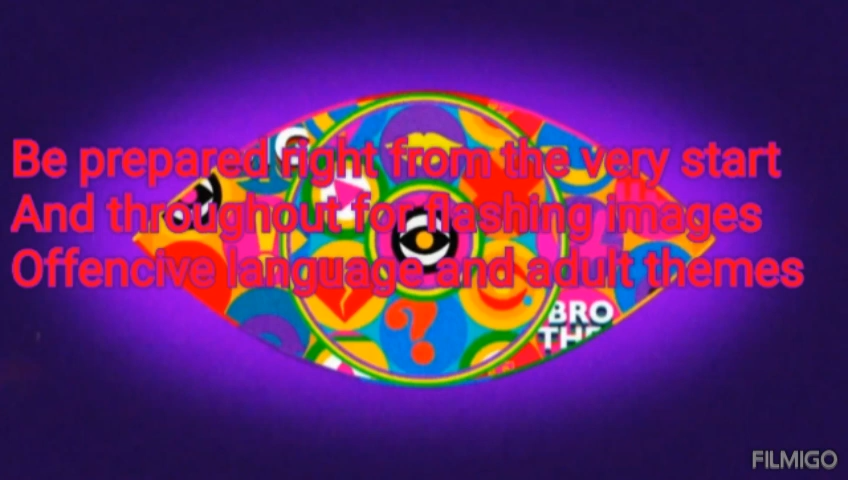 Be prepared right from the very start
And throughout for flashing images
Offencive language and adult themes
BRO
THE
FILMIGO